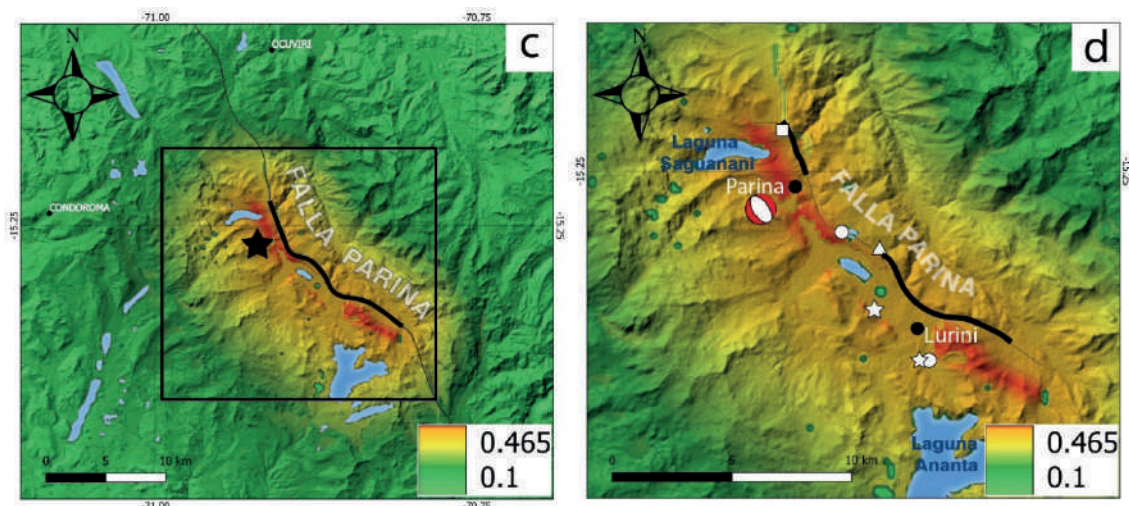 -71.00
-70.75
c
N
OCUVIRI
CONDOROMA
-15.25
-15.25
FALLA PARINA
0.465
0.1
0 5 10 km
-71.00
-70.75
d
N
-15.25
-15.25
Laguna
Saguanani
Parina
FALLA PARINA
Lurini
Laguna
Ananta
0.465
0.1
0 5 10 km